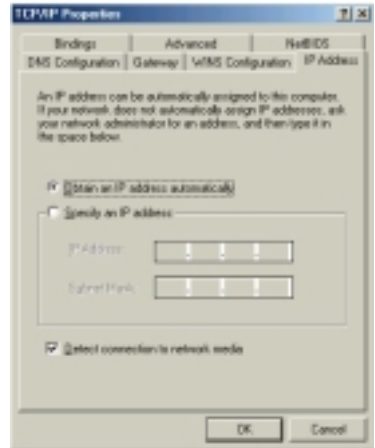 TCP/IP Properties
Bindings Advanced NetBIOS
DNS Configuration Gateway WINS Configuration IP Address
An IP address can be automatically assigned to this computer.
If your network does not automatically assign IP addresses, ask
your network administrator for an address, and then type it in
the space below.
Obtain an IP address automatically
Specify an IP address
IP Address:
Subnet Mask:
Detect connection to network media
OK Cancel